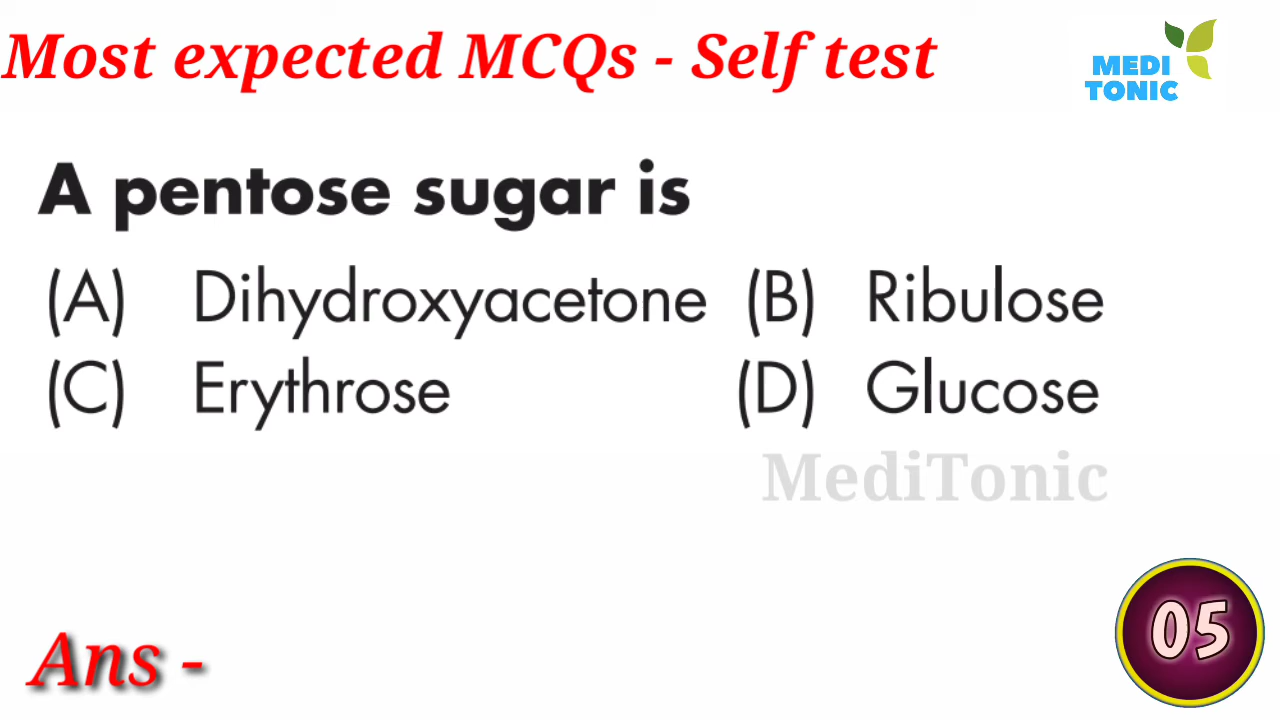 Most expected MCQs - Self test
MEDI
TONIC
A pentose sugar is
(A) Dihydroxyacetone (B) Ribulose
(C) Erythrose (D) Glucose
MediTonic
05
Ans -